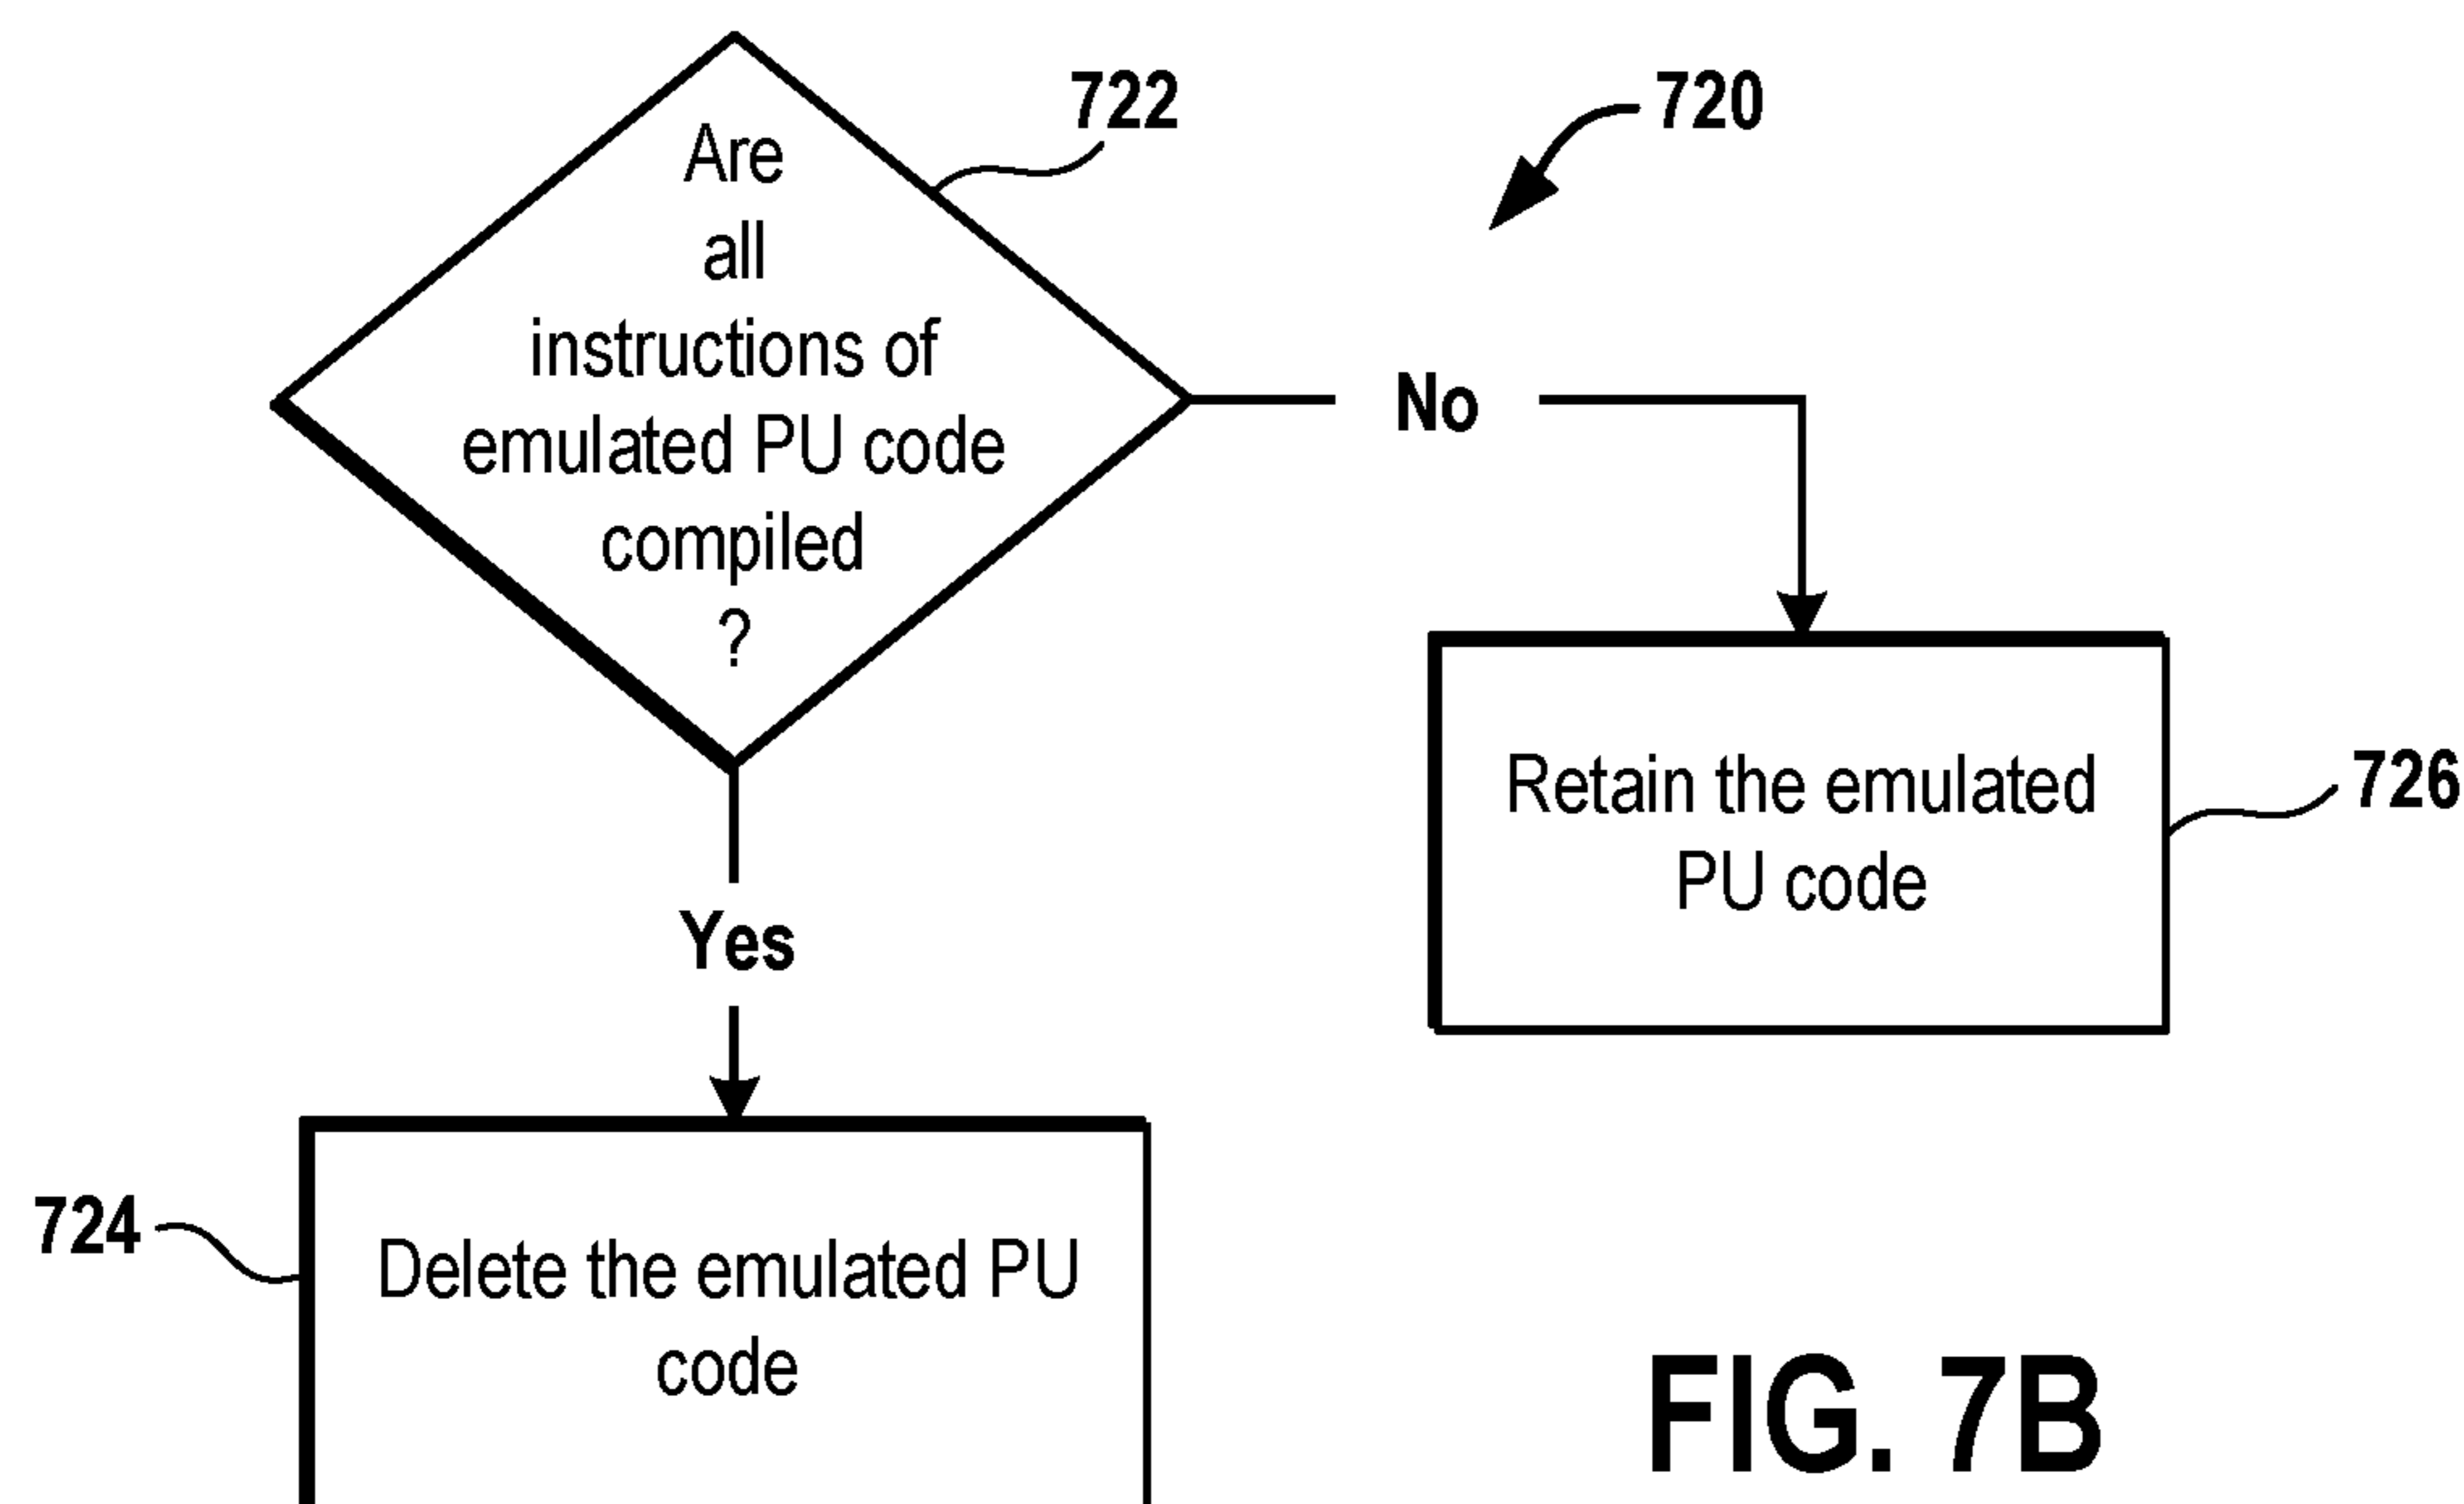 722
720
Are
all
instructions of
emulated PU code
compiled
?
No
Yes
Retain the emulated
PU code
726
724
Delete the emulated PU
code
FIG. 7B